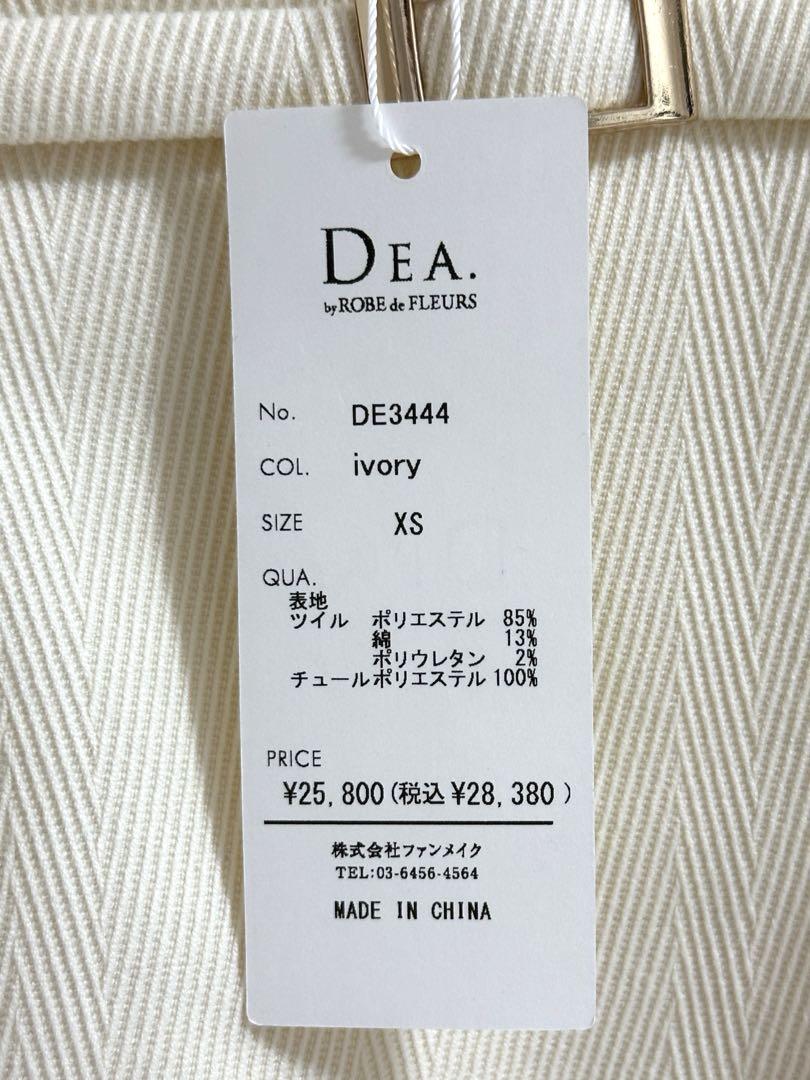 DEA.
by ROBE de FLEURS
No. DE3444
COL. ivory
SIZE XS
QUA.
表地
ツイル ポリエステル 85%
綿 13%
ポリウレタン 2%
チュールポリエステル 100%
PRICE
¥25,800(税込¥28,380)
株式会社ファンメイク
TEL:03-6456-4564
MADE IN CHINA